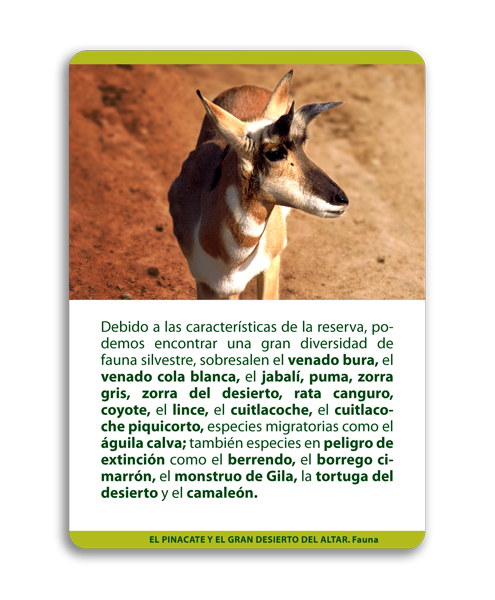 Debido a las características de la reserva, po-
demos encontrar una gran diversidad de
fauna silvestre, sobresalen el venado bura, el
venado cola blanca, el jabalí, puma, zorra
gris, zorra del desierto, rata canguro,
coyote, el lince, el cuitlacoche, el cuitlaco-
che piquicorto, especies migratorias como el
águila calva; también especies en peligro de
extinción como el berrendo, el borrego ci-
marrón, el monstruo de Gila, la tortuga del
desierto y el camaleón.
EL PINACATE Y EL GRAN DESIERTO DEL ALTAR. Fauna